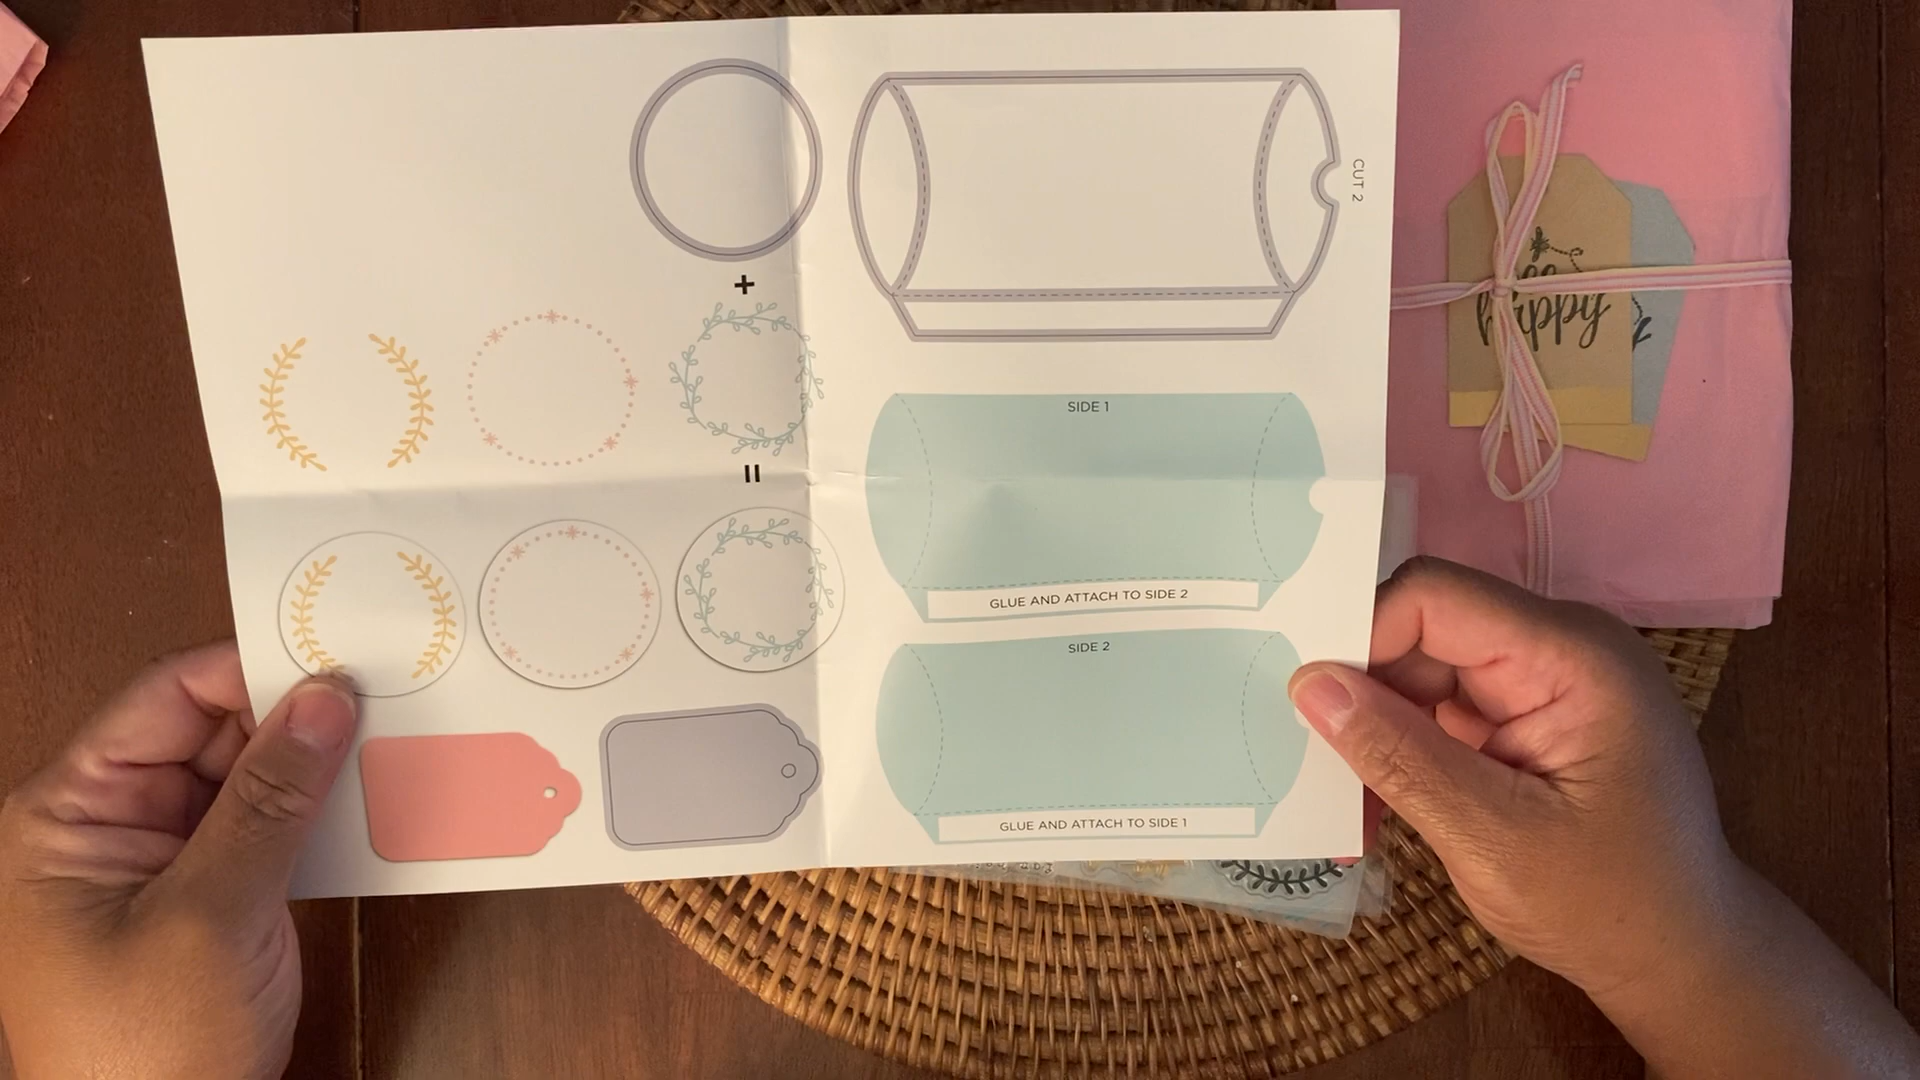 CUT 2
+
SIDE 1
=
GLUE AND ATTACH TO SIDE 2
SIDE 2
GLUE AND ATTACH TO SIDE 1
happy